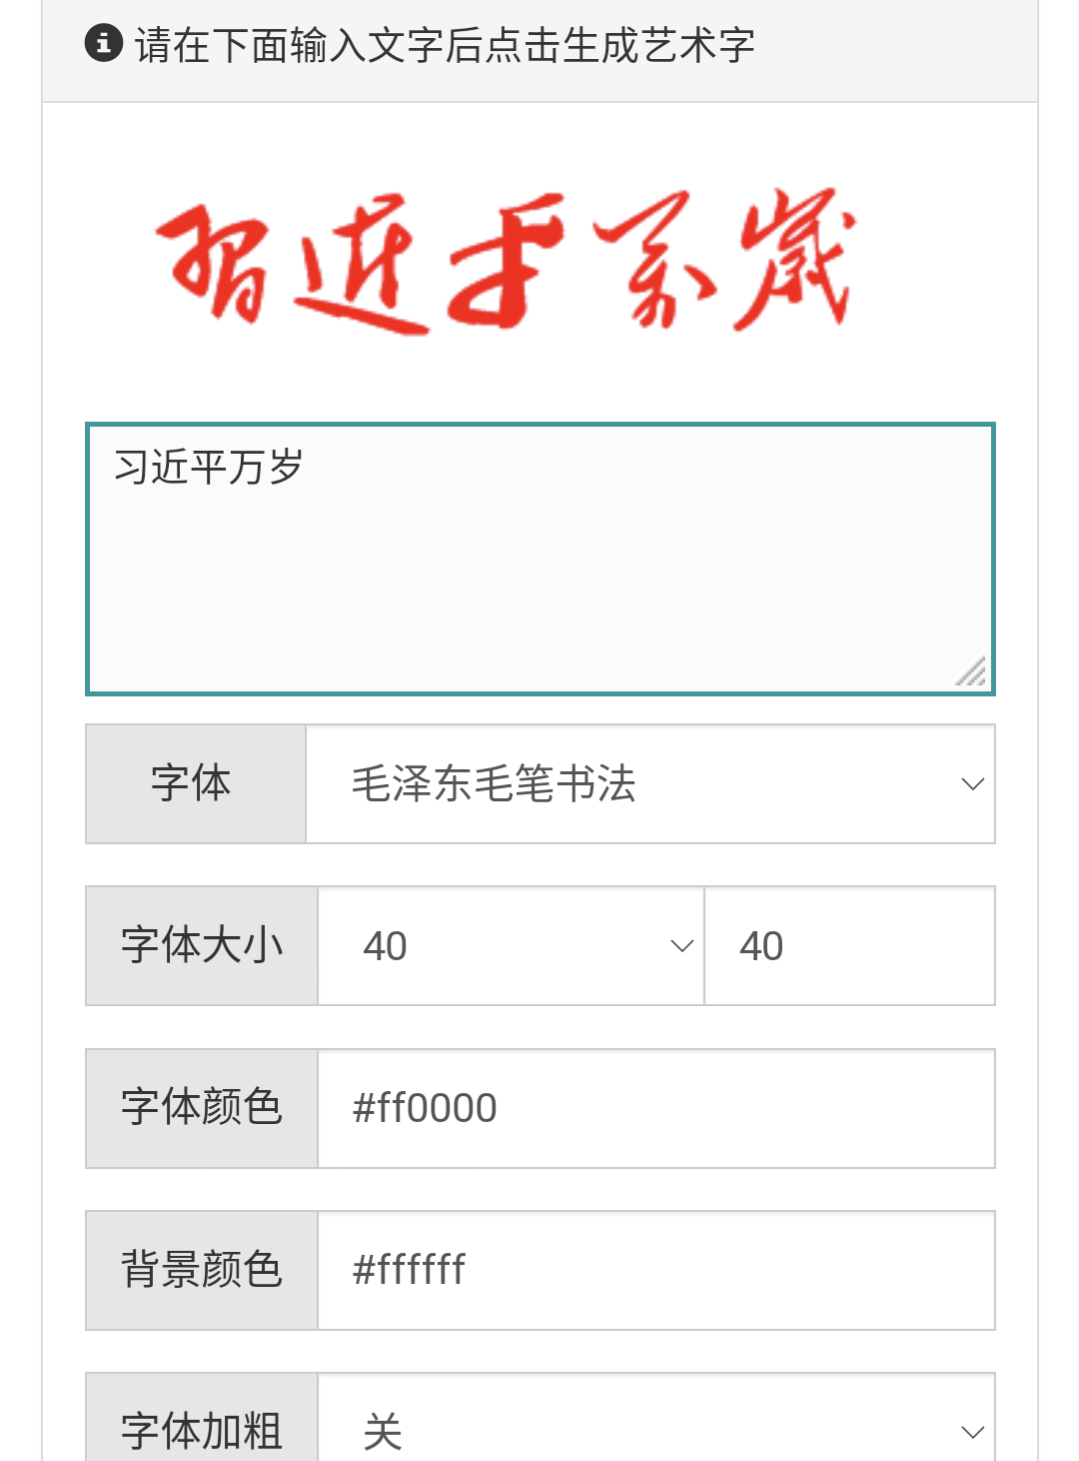 请在下面输入文字后点击生成艺术字
習近平萬歲
习近平万岁
字体 毛泽东毛笔书法
字体大小 40 40
字体颜色 #ff0000
背景颜色 #ffffff
字体加粗 关